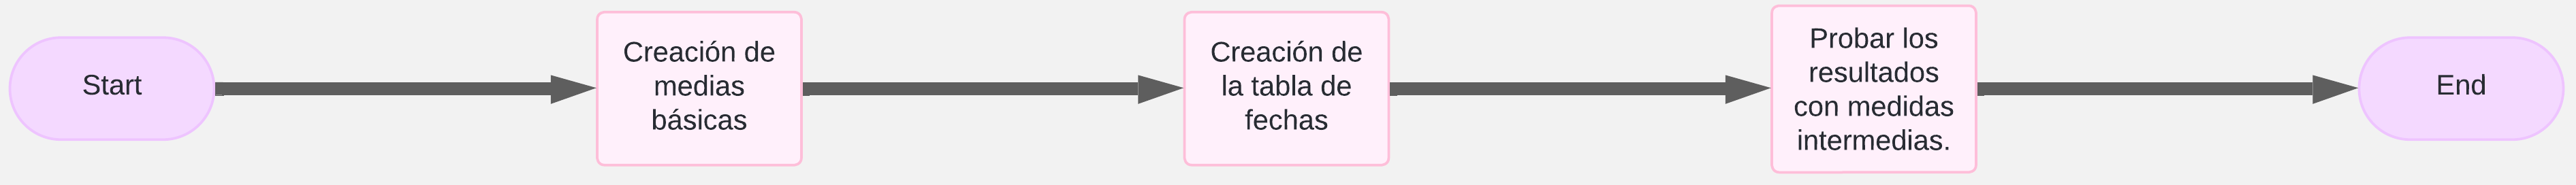 Start
Creación de
medias
básicas
Creación de
la tabla de
fechas
Probar los
resultados
con medidas
intermedias.
End